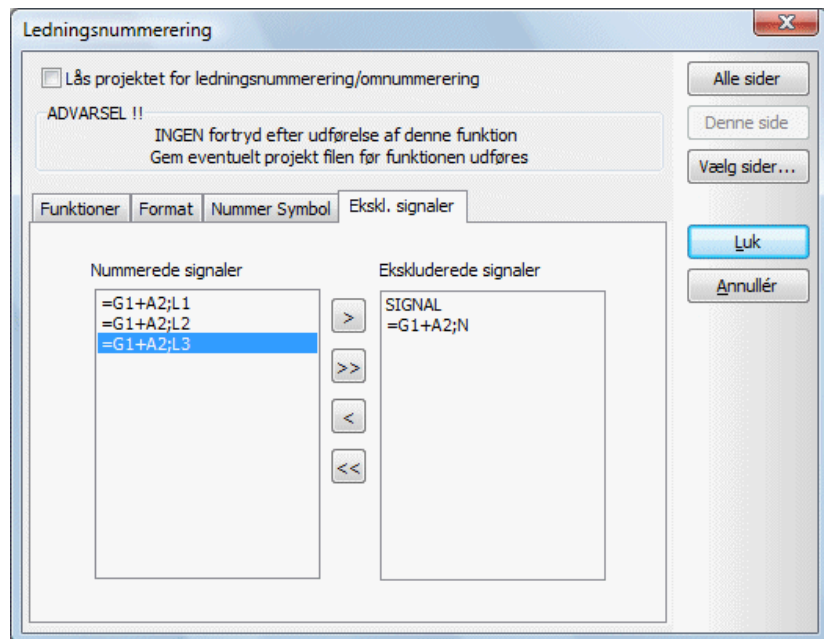 Ledningsnummerering
Lås projektet for ledningsnummerering/omnummerering
ADVARSEL !!
INGEN fortryd efter udførelse af denne funktion
Gem eventuelt projekt filen før funktionen udføres
Alle sider
Denne side
Vælg sider...
Luk
Annullér
Funktioner
Format
Nummer Symbol
Ekskl. signaler
Nummerede signaler
=G1+A2;L1
=G1+A2;L2
=G1+A2;L3
>
>>
<
<<
Ekskluderede signaler
SIGNAL
=G1+A2;N